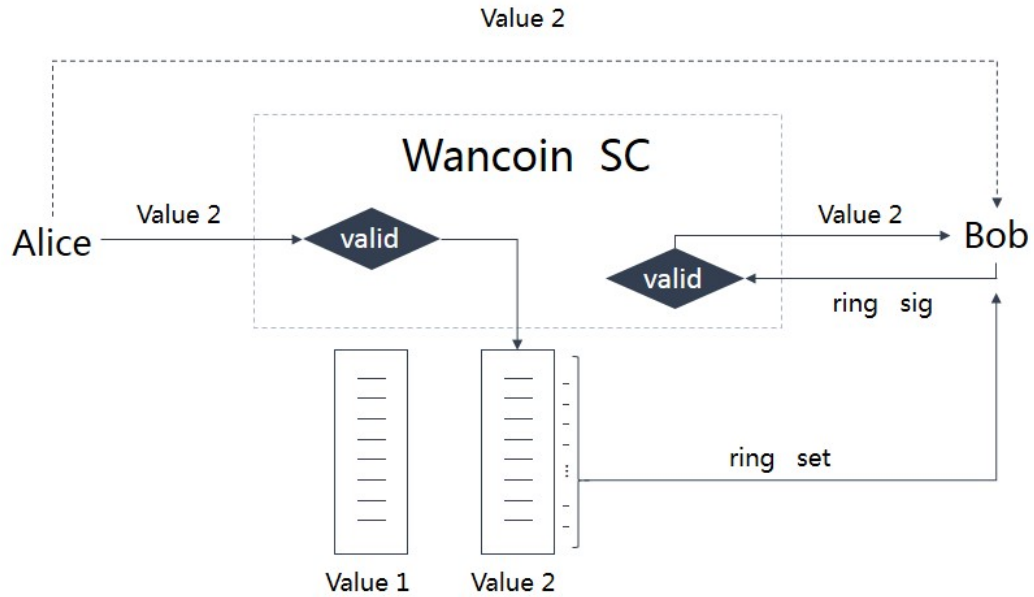 Value 2
Wancoin SC
Value 2
Alice
valid
Value 2
Bob
valid
ring sig
ring set
Value 1
Value 2